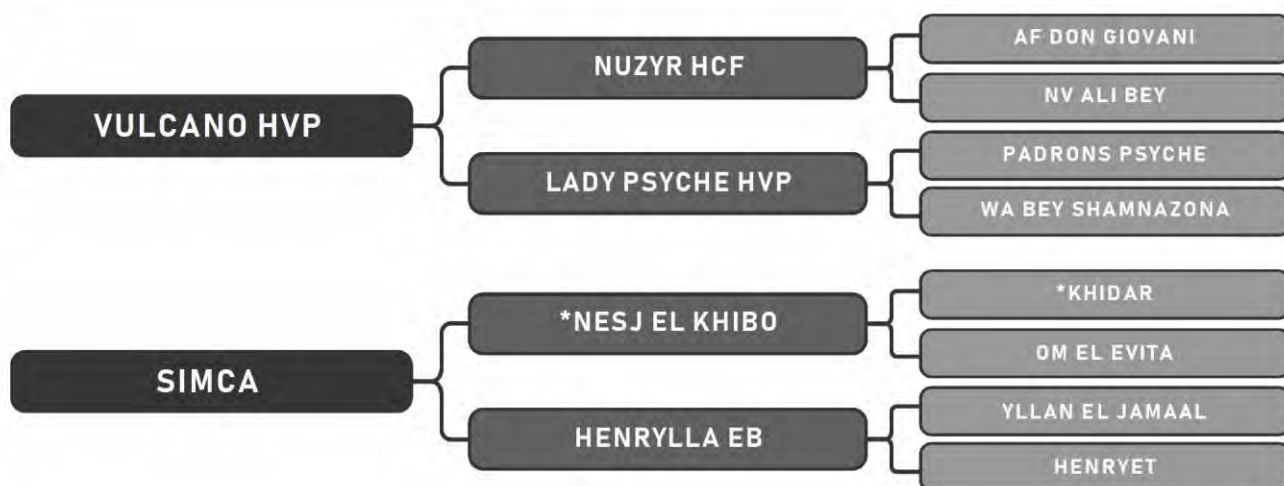 VULCANO HVP
NUZYR HCF
AF DON GIOVANI
NV ALI BEY
LADY PSYCHE HVP
PADRONS PSYCHE
WA BEY SHAMNAZONA
SIMCA
*NESJ EL KHIBO
*KHIDAR
OM EL EVITA
HENRYLLA EB
YLLAN EL JAMAAL
HENRYET